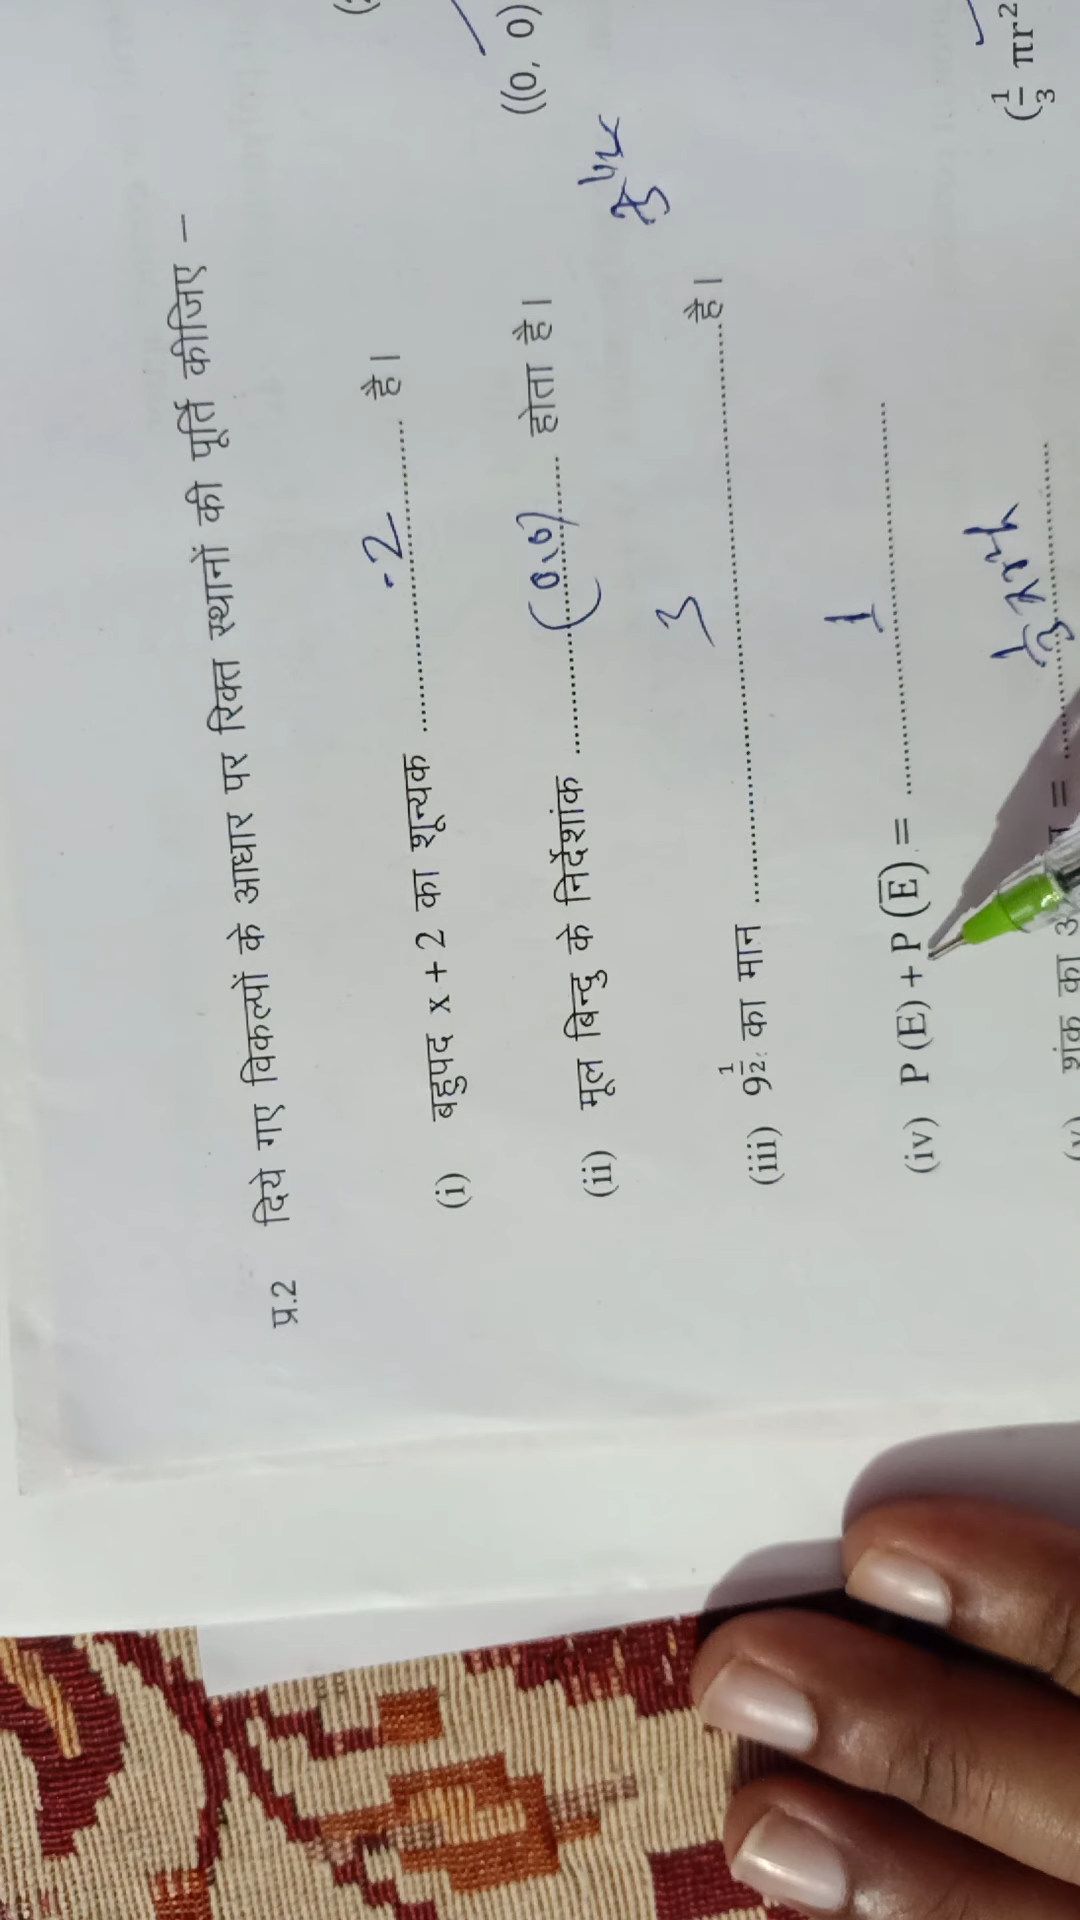 प्र.2 दिये गए विकल्पों के आधार पर रिक्त स्थानों की पूर्ति कीजिए –
(i) बहुपद x + 2 का शून्यक ........ -2 ........ है।
(ii) मूल बिन्दु के निर्देशांक ........ (0,0) ........ होता है। ((0, 0)
(iii) 9^{1/2} का मान ........ 3 ........ है।
(iv) P (E) + P (E̅) = ........ 1 ........
शंकु का = ........ 1/3 πr²h ........ (1/3 πr²